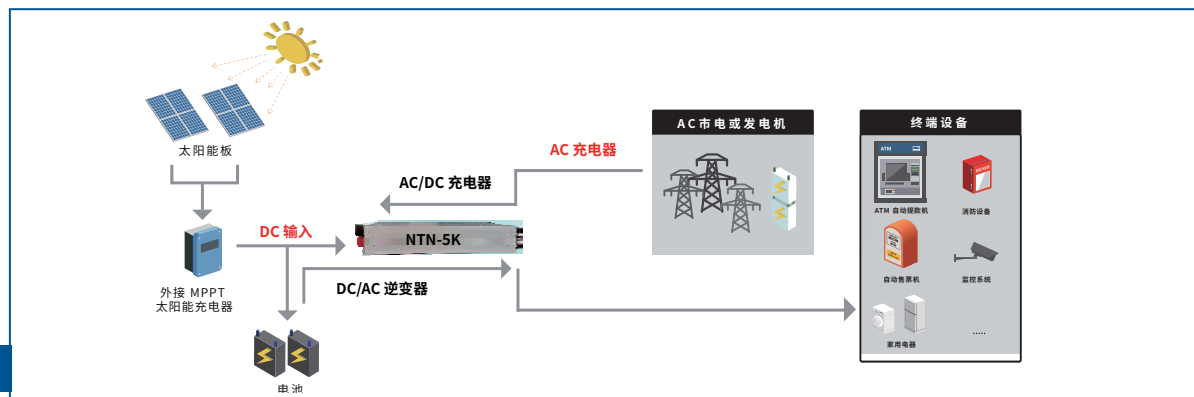 太阳能板
外接 MPPT
太阳能充电器
DC 输入
电池
AC/DC 充电器
NTN-5K
DC/AC 逆变器
AC 充电器
AC市电或发电机
终端设备
ATM
ATM 自动提款机
消防设备
自动售票机
监控系统
家用电器
.....